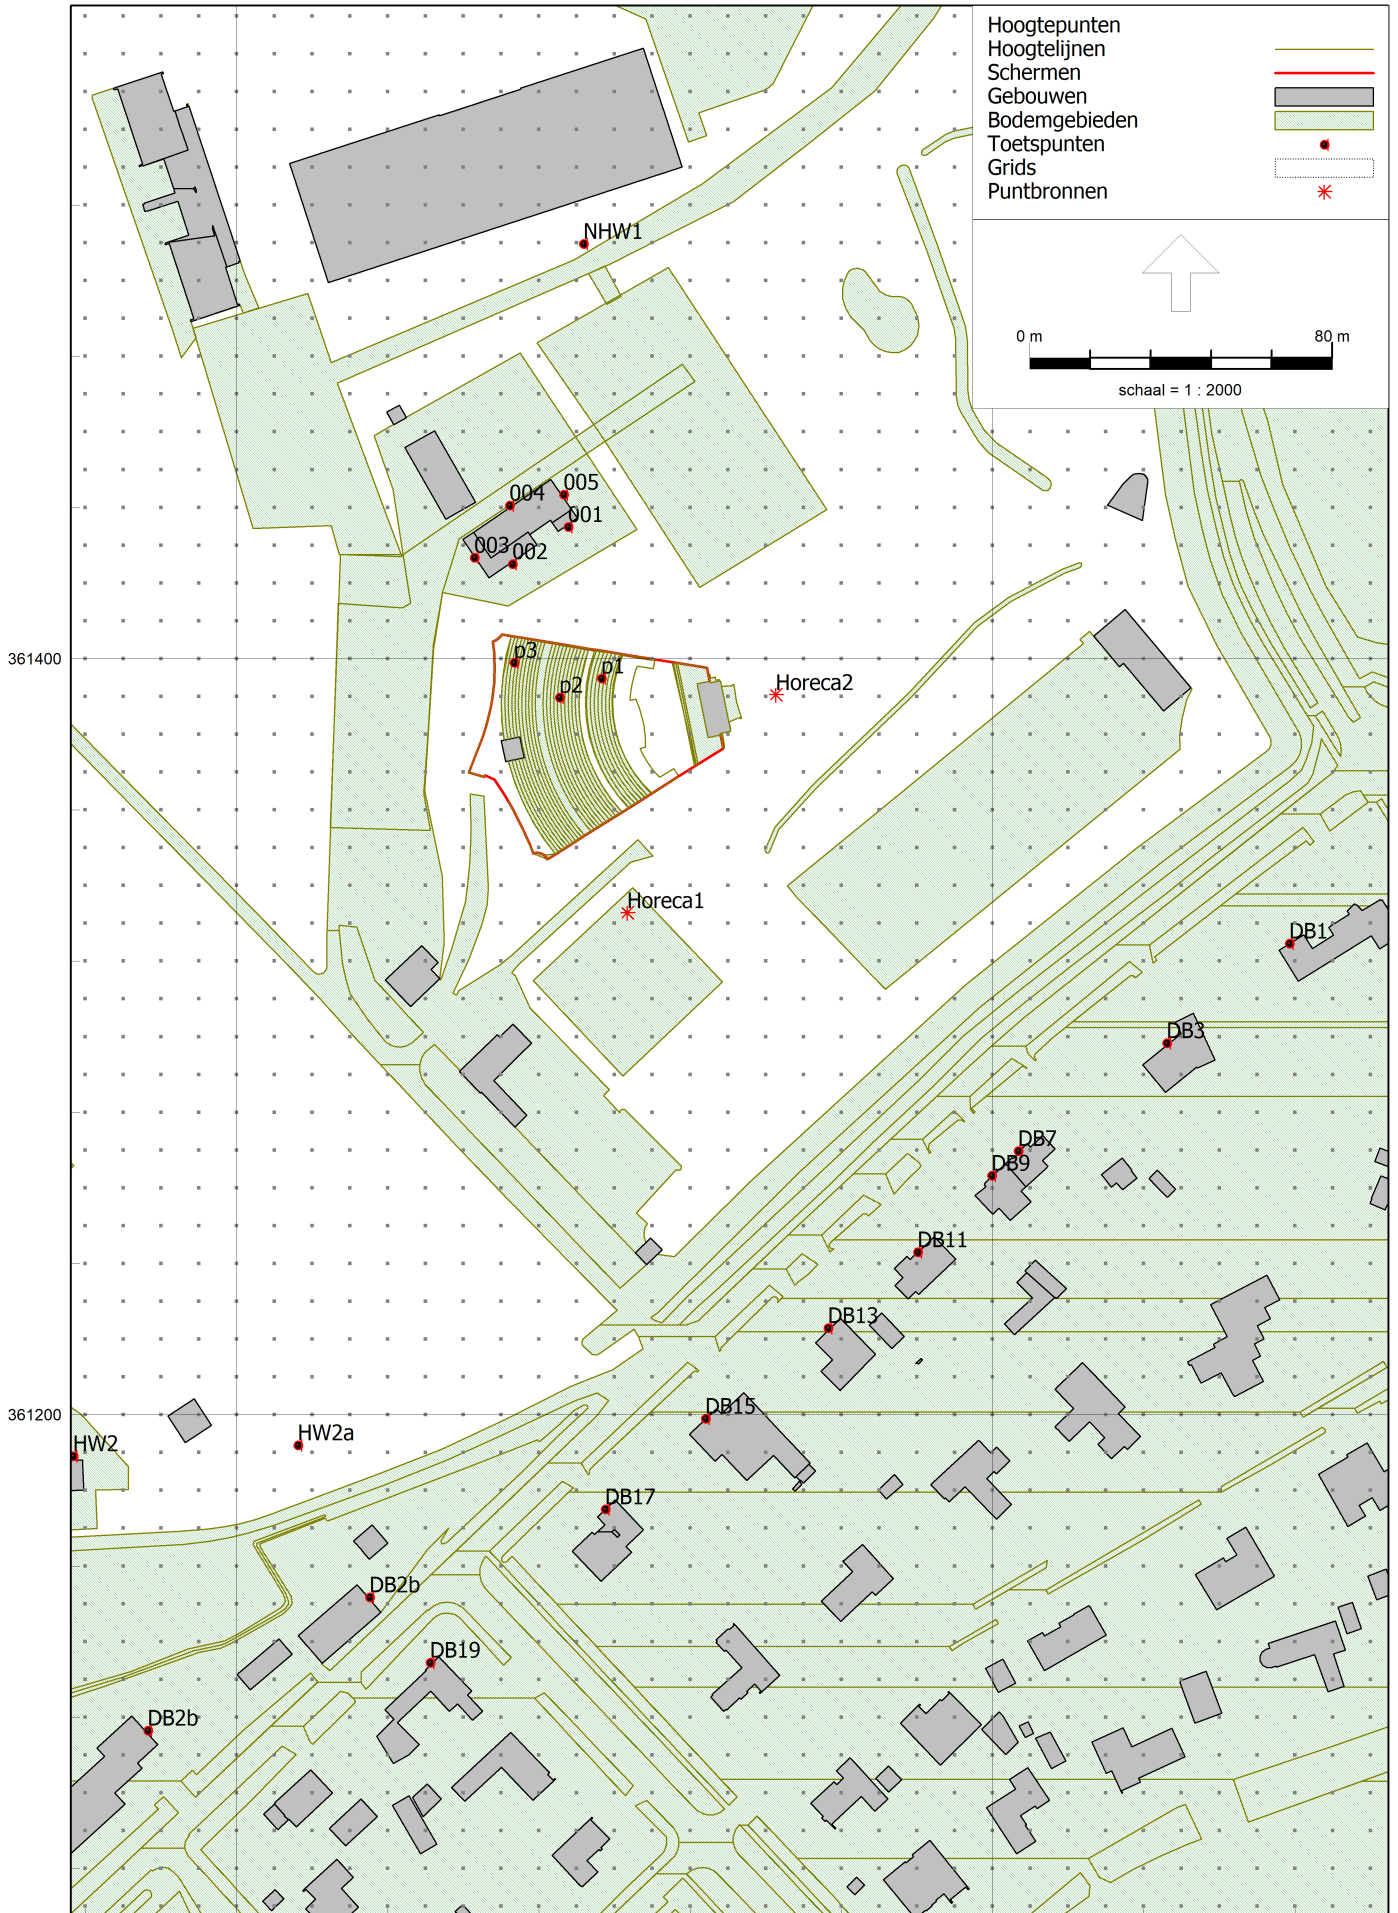 Hoogtepunten
Hoogtelijnen
Schermen
Gebouwen
Bodemgebieden
Toetspunten
Grids
Puntbronnen
NHW1
0 m 80 m
schaal = 1 : 2000
005
004
001
003
002
361400
p3
p1
p2
Horeca2
Horeca1
DB1
DB3
DB7
DB9
DB11
DB13
DB15
361200
HW2a
HW2
DB17
DB2b
DB19
DB2b